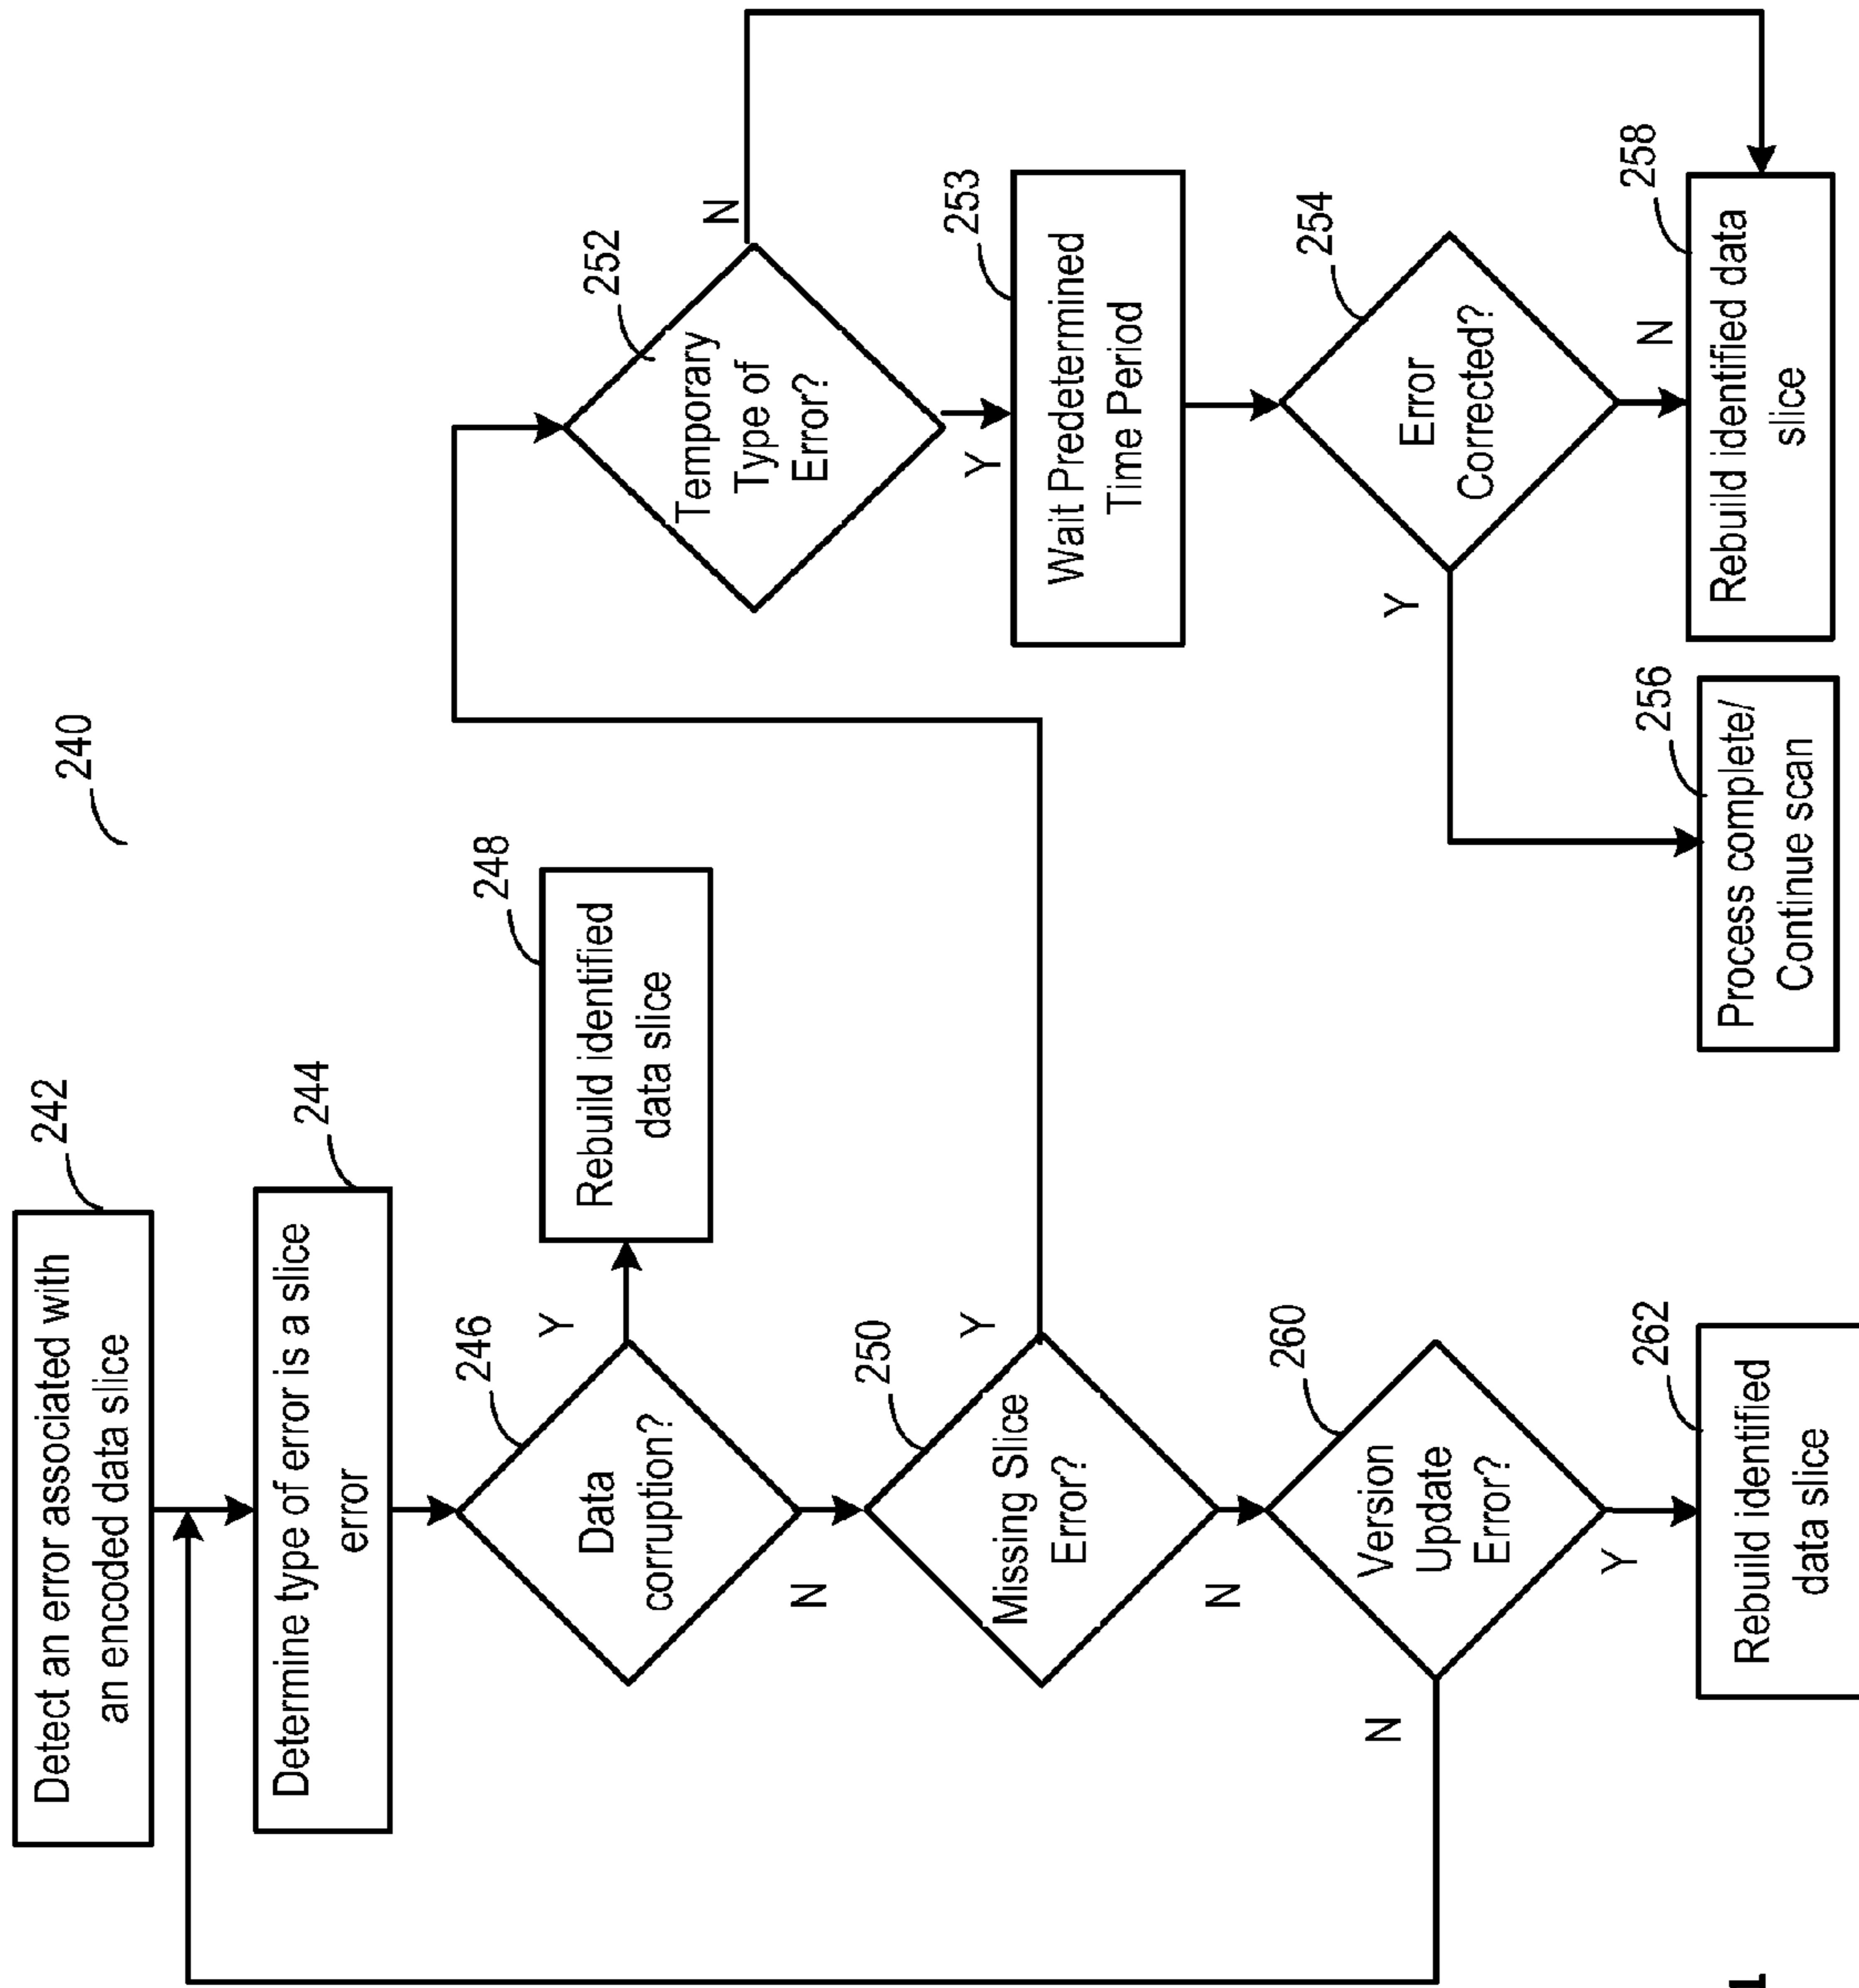 240
242
Detect an error associated with
an encoded data slice
244
Determine type of error is a slice
error
246
Data
corruption?
Y
N
248
Rebuild identified
data slice
250
Missing Slice
Error?
Y
N
252
Temporary
Type of
Error?
N
Y
253
Wait Predetermined
Time Period
254
Error
Corrected?
Y
N
256
Process complete/
Continue scan
258
Rebuild identified data
slice
260
Version
Update
Error?
N
Y
262
Rebuild identified
data slice